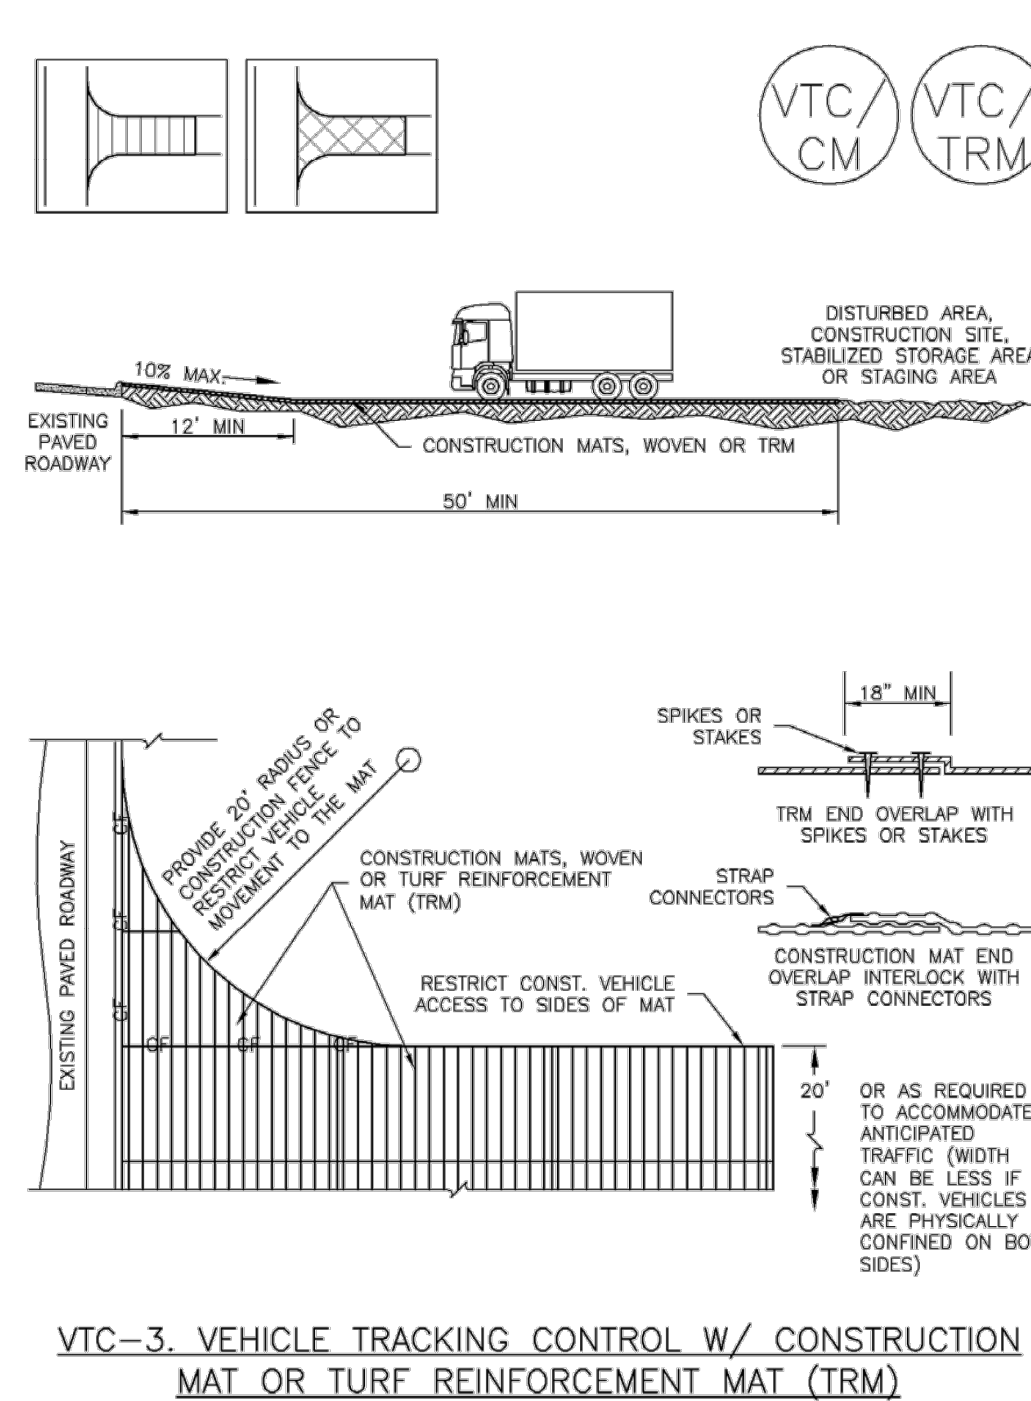 VTC/
CM
VTC/
TRM
DISTURBED AREA,
CONSTRUCTION SITE,
STABILIZED STORAGE AREA
OR STAGING AREA
10% MAX.
EXISTING
PAVED
ROADWAY
12' MIN
CONSTRUCTION MATS, WOVEN OR TRM
50' MIN
18" MIN
SPIKES OR
STAKES
TRM END OVERLAP WITH
SPIKES OR STAKES
PROVIDE 20' RADIUS OR
CONSTRUCTION FENCE TO
RESTRICT VEHICLE
MOVEMENT TO THE MAT
CONSTRUCTION MATS, WOVEN
OR TURF REINFORCEMENT
MAT (TRM)
STRAP
CONNECTORS
CONSTRUCTION MAT END
OVERLAP INTERLOCK WITH
STRAP CONNECTORS
RESTRICT CONST. VEHICLE
ACCESS TO SIDES OF MAT
EXISTING PAVED ROADWAY
CF
CF
CF
CF
CF
CF
20'
OR AS REQUIRED
TO ACCOMMODATE
ANTICIPATED
TRAFFIC (WIDTH
CAN BE LESS IF
CONST. VEHICLES
ARE PHYSICALLY
CONFINED ON
SIDES)
VTC-3. VEHICLE TRACKING CONTROL W/ CONSTRUCTION
MAT OR TURF REINFORCEMENT MAT (TRM)